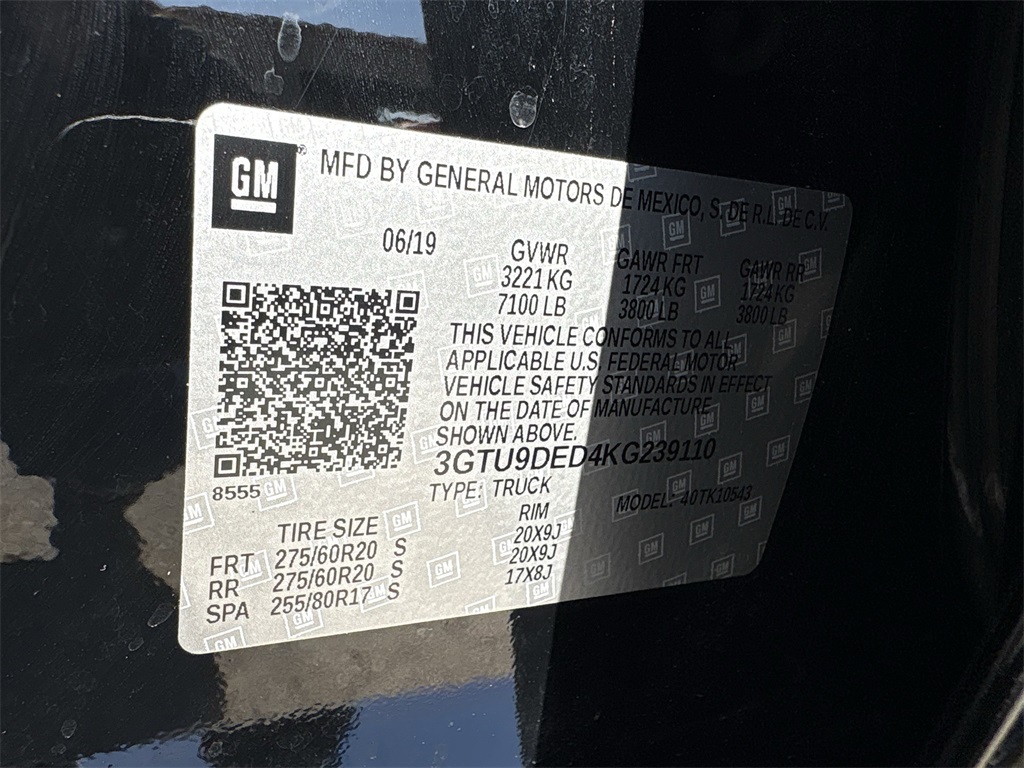 GM ® MFD BY GENERAL MOTORS DE MEXICO, S. DE R.L. DE C.V.
06/19 GVWR GAWR FRT GAWR RR
3221 KG 1724 KG 1724 KG
7100 LB 3800 LB 3800 LB
THIS VEHICLE CONFORMS TO ALL
APPLICABLE U.S. FEDERAL MOTOR
VEHICLE SAFETY STANDARDS IN EFFECT
ON THE DATE OF MANUFACTURE
SHOWN ABOVE.
3GTU9DED4KG239110
8555 TYPE: TRUCK MODEL: 40TK10543
TIRE SIZE RIM
FRT 275/60R20 S 20X9J
RR 275/60R20 S 20X9J
SPA 255/80R17 S 17X8J